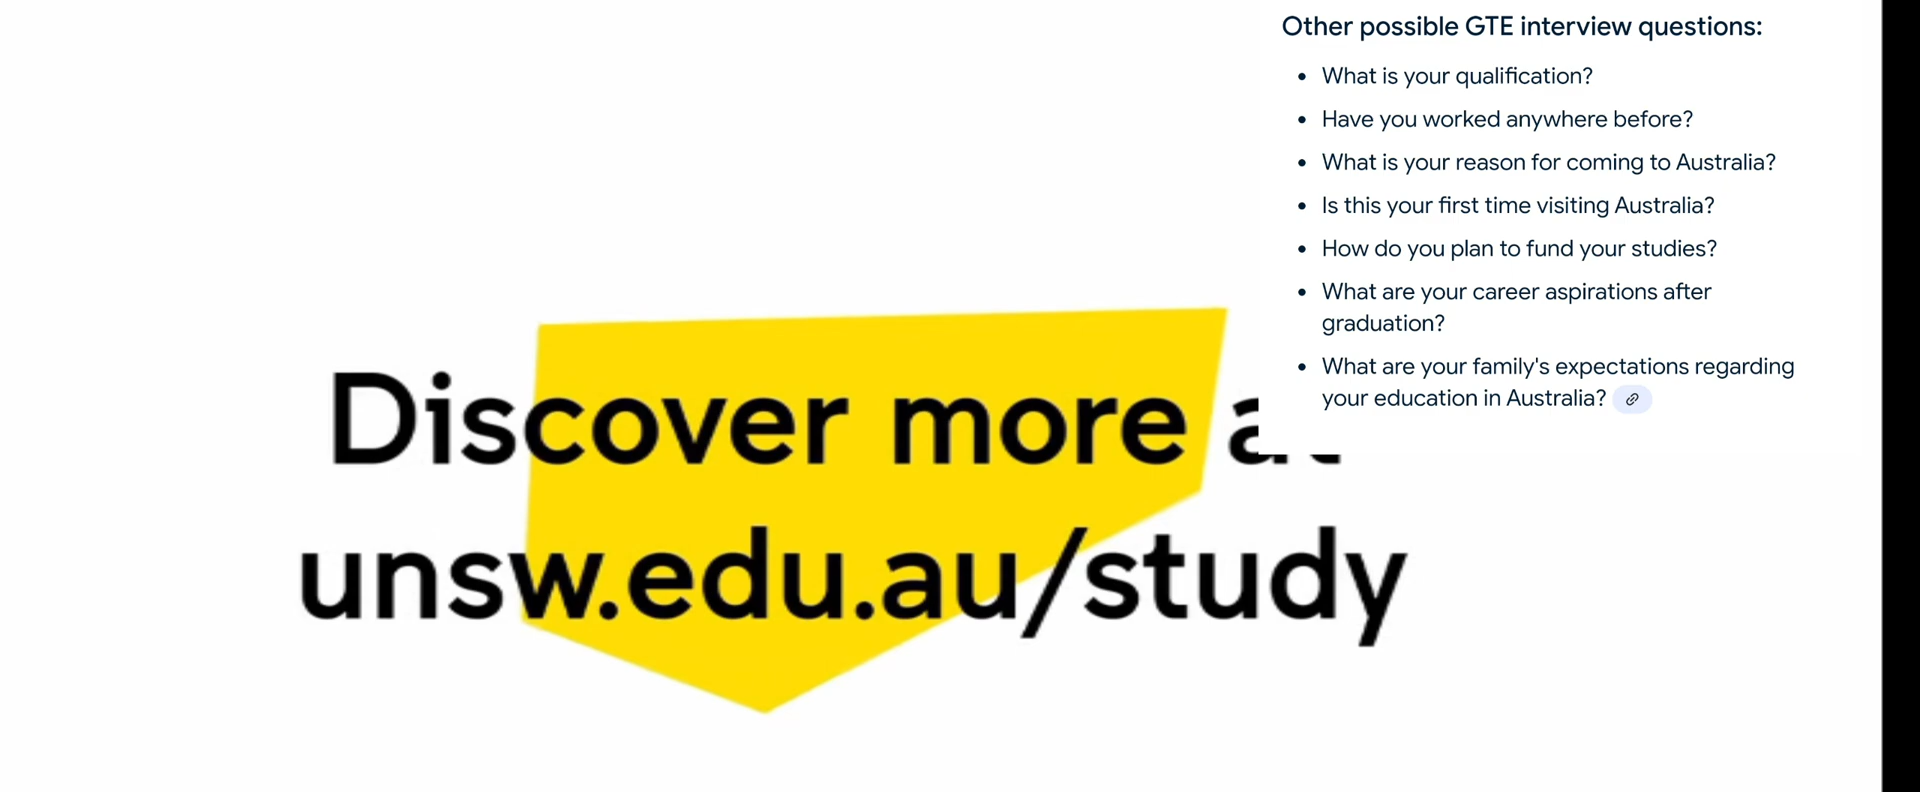 Other possible GTE interview questions:
• What is your qualification?
• Have you worked anywhere before?
• What is your reason for coming to Australia?
• Is this your first time visiting Australia?
• How do you plan to fund your studies?
• What are your career aspirations after
graduation?
• What are your family's expectations regarding
your education in Australia?
Discover more
unsw.edu.au/study